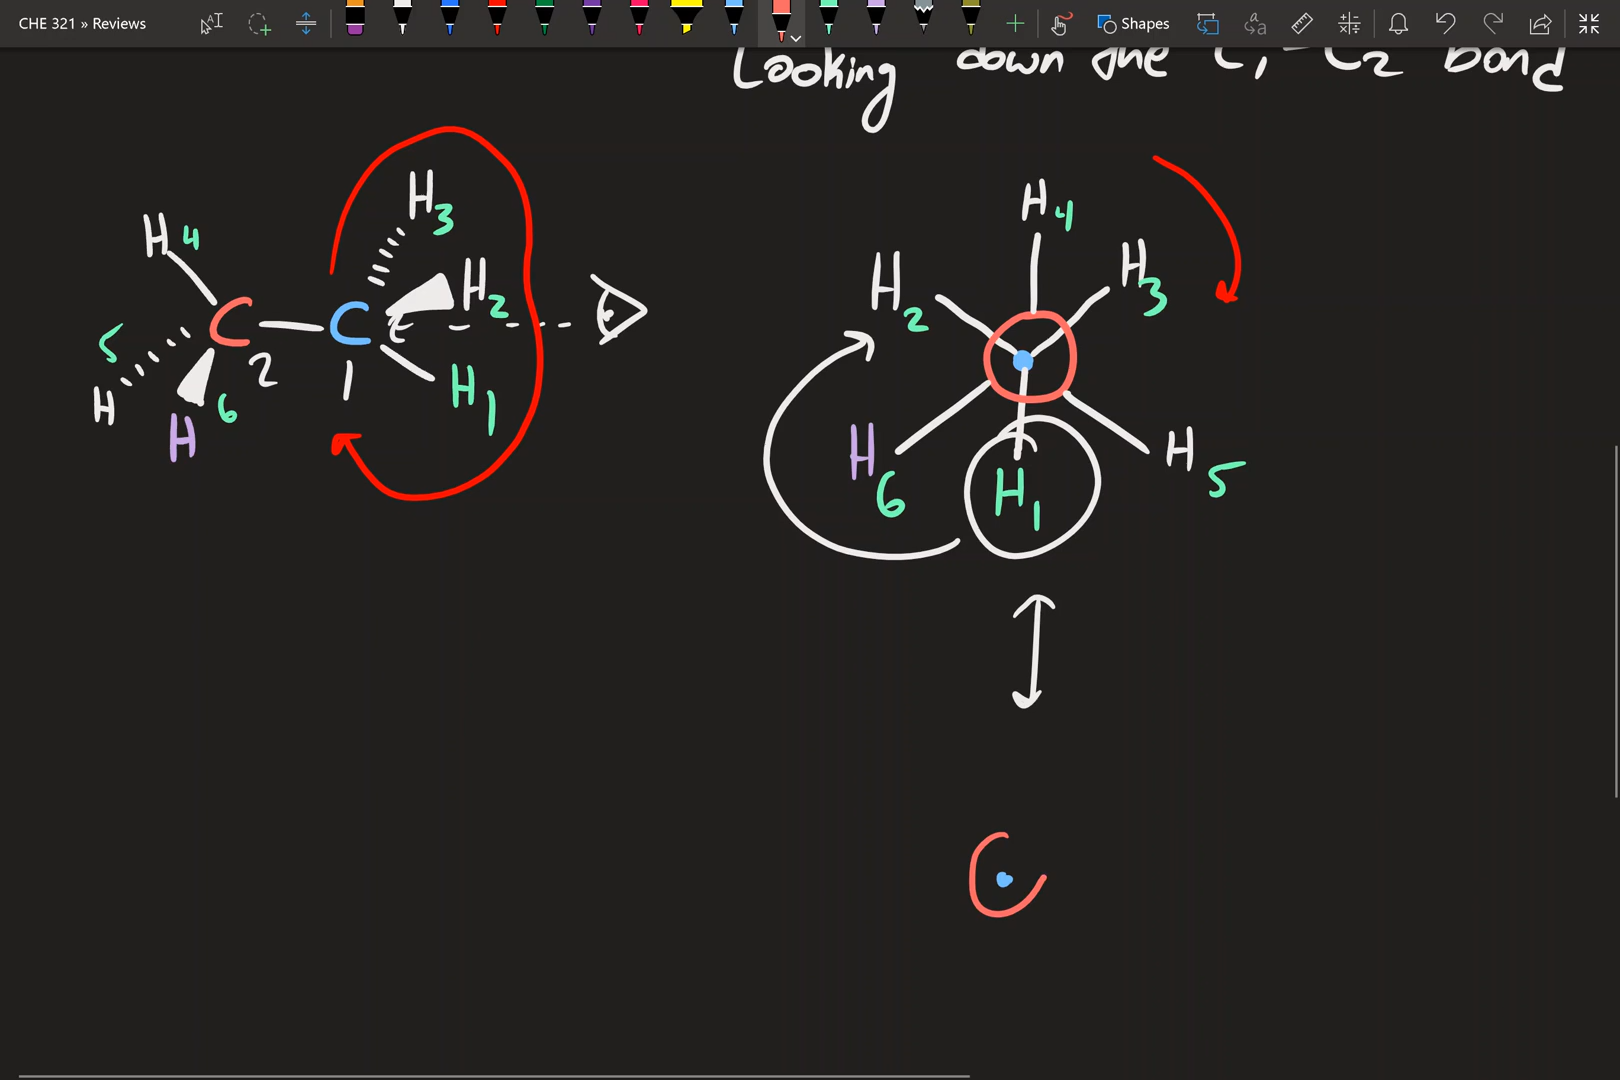 CHE 321 » Reviews
Shapes
Looking down the C1-C2 bond
H3
H4
H2
C
C
5
2
1
H1
H
6
H
H4
H2
H3
H6
H1
H5